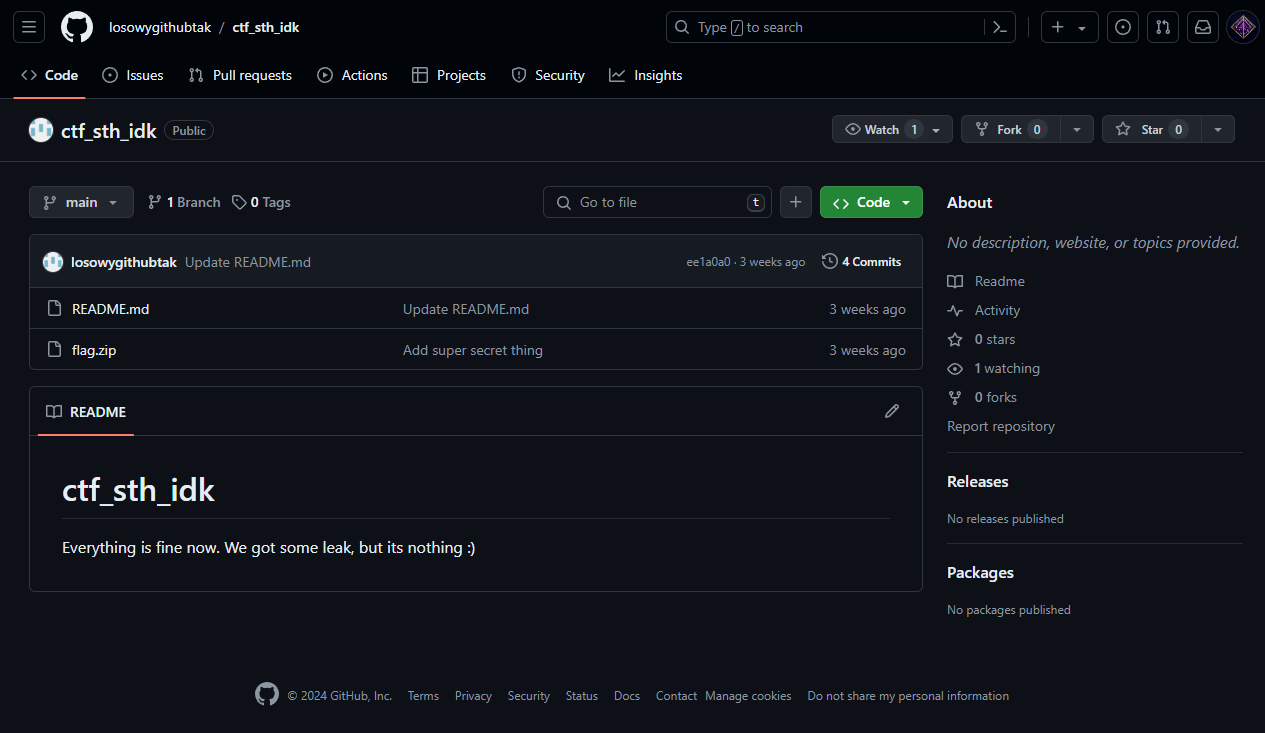 losowygithubtak / ctf_sth_idk
Type / to search
Code
Issues
Pull requests
Actions
Projects
Security
Insights
ctf_sth_idk Public
Watch 1
Fork 0
Star 0
main
1 Branch
0 Tags
Go to file t
Code
losowygithubtak Update README.md
ee1a0a0 · 3 weeks ago
4 Commits
README.md Update README.md 3 weeks ago
flag.zip Add super secret thing 3 weeks ago
README
ctf_sth_idk
Everything is fine now. We got some leak, but its nothing :)
About
No description, website, or topics provided.
Readme
Activity
0 stars
1 watching
0 forks
Report repository
Releases
No releases published
Packages
No packages published
© 2024 GitHub, Inc. Terms Privacy Security Status Docs Contact Manage cookies Do not share my personal information